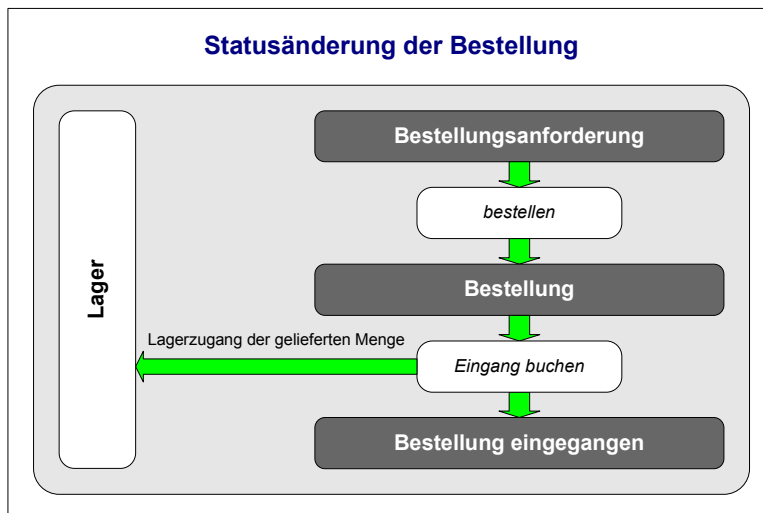 Statusänderung der Bestellung
Bestellungsanforderung
bestellen
Bestellung
Lager
Lagerzugang der gelieferten Menge
Eingang buchen
Bestellung eingegangen